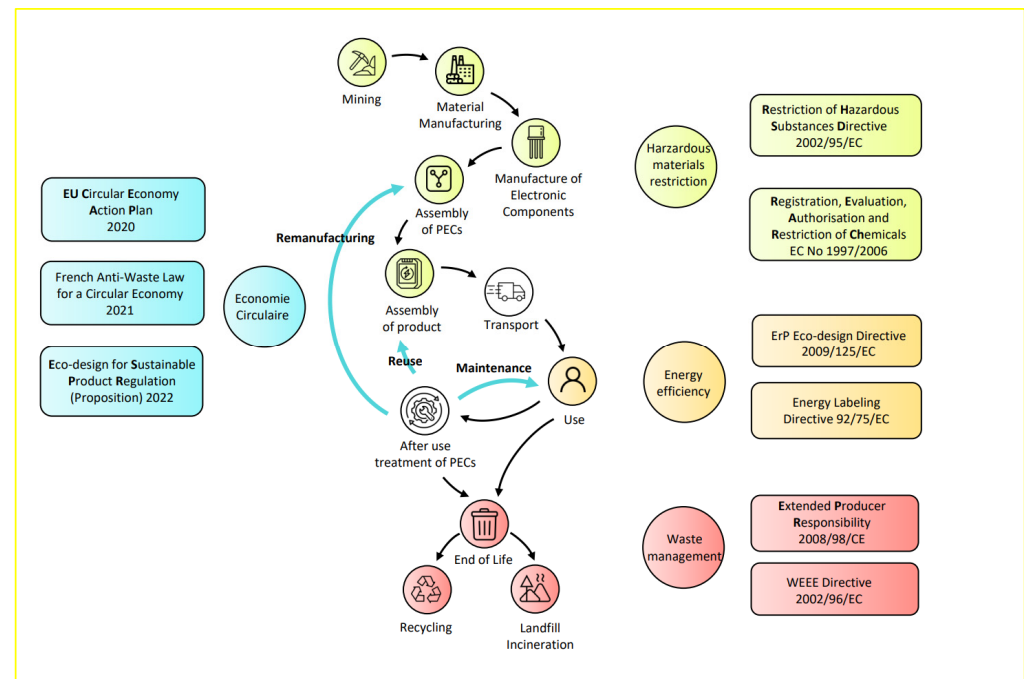 Mining
Material
Manufacturing
Manufacture of
Electronic
Components
Assembly
of PECs
Remanufacturing
Assembly
of product
Transport
Reuse
Maintenance
Use
After use
treatment of PECs
End of Life
Recycling
Landfill
Incineration
EU Circular Economy
Action Plan
2020
French Anti-Waste Law
for a Circular Economy
2021
Eco-design for Sustainable
Product Regulation
(Proposition) 2022
Economie
Circulaire
Harzardous
materials
restriction
Restriction of Hazardous
Substances Directive
2002/95/EC
Registration, Evaluation,
Authorisation and
Restriction of Chemicals
EC No 1997/2006
Energy
efficiency
ErP Eco-design Directive
2009/125/EC
Energy Labeling
Directive 92/75/EC
Waste
management
Extended Producer
Responsibility
2008/98/CE
WEEE Directive
2002/96/EC